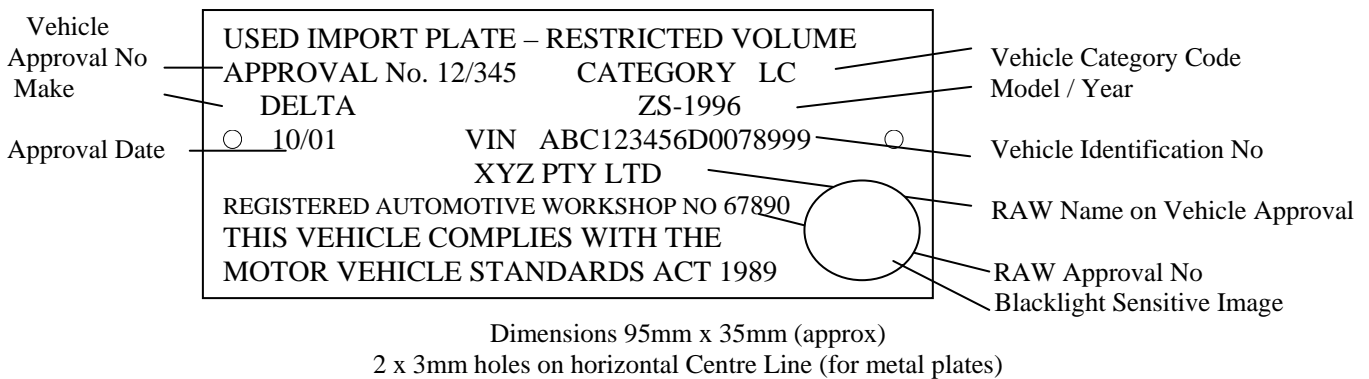 Vehicle
Approval No
Make
Approval Date
USED IMPORT PLATE – RESTRICTED VOLUME
APPROVAL No. 12/345 CATEGORY LC
DELTA ZS-1996
10/01 VIN ABC123456D0078999
XYZ PTY LTD
REGISTERED AUTOMOTIVE WORKSHOP NO 67890
THIS VEHICLE COMPLIES WITH THE
MOTOR VEHICLE STANDARDS ACT 1989
Vehicle Category Code
Model / Year
Vehicle Identification No
RAW Name on Vehicle Approval
RAW Approval No
Blacklight Sensitive Image
Dimensions 95mm x 35mm (approx)
2 x 3mm holes on horizontal Centre Line (for metal plates)